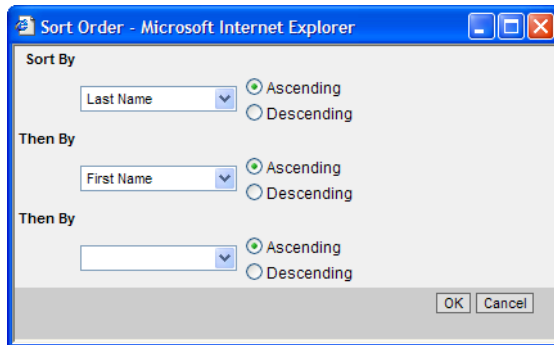 Sort Order - Microsoft Internet Explorer
Sort By
Last Name
Ascending
Descending
Then By
First Name
Ascending
Descending
Then By
Ascending
Descending
OK Cancel